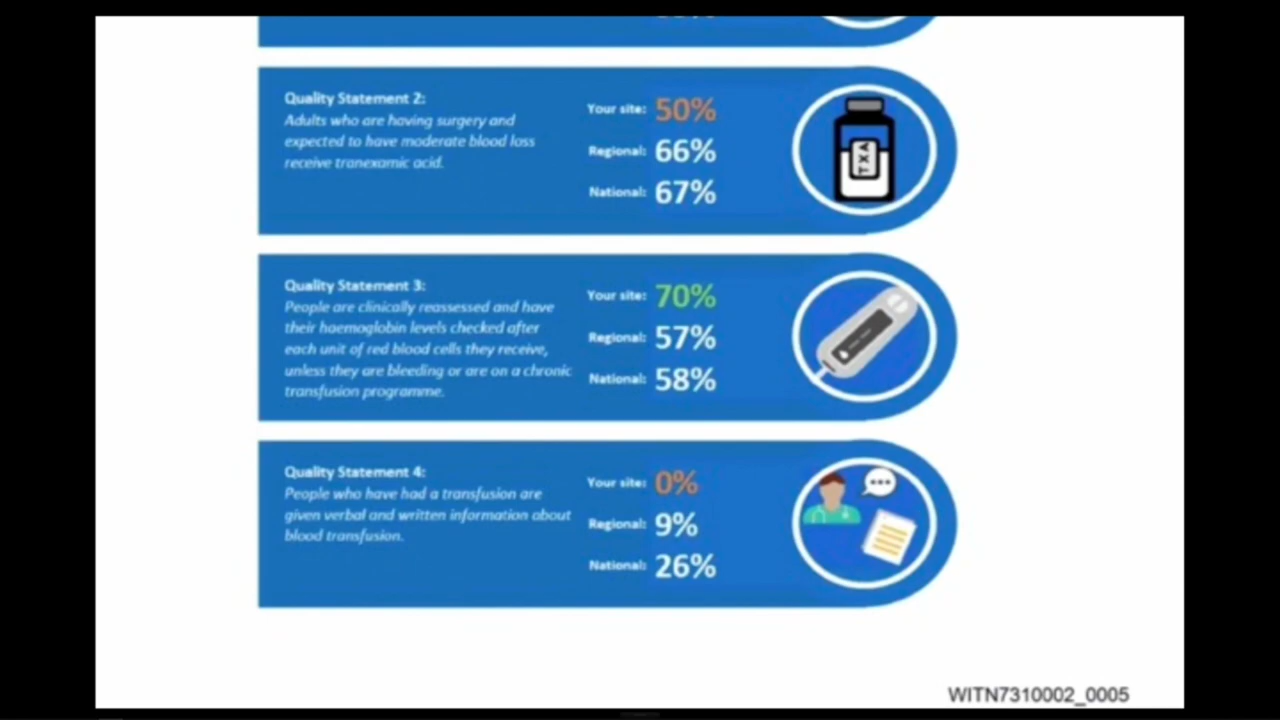 Quality Statement 2:
Adults who are having surgery and
expected to have moderate blood loss
receive tranexamic acid.
Your site: 50%
Regional: 66%
National: 67%
TXA
Quality Statement 3:
People are clinically reassessed and have
their haemoglobin levels checked after
each unit of red blood cells they receive,
unless they are bleeding or are on a chronic
transfusion programme.
Your site: 70%
Regional: 57%
National: 58%
Quality Statement 4:
People who have had a transfusion are
given verbal and written information about
blood transfusion.
Your site: 0%
Regional: 9%
National: 26%
WITN7310002_0005